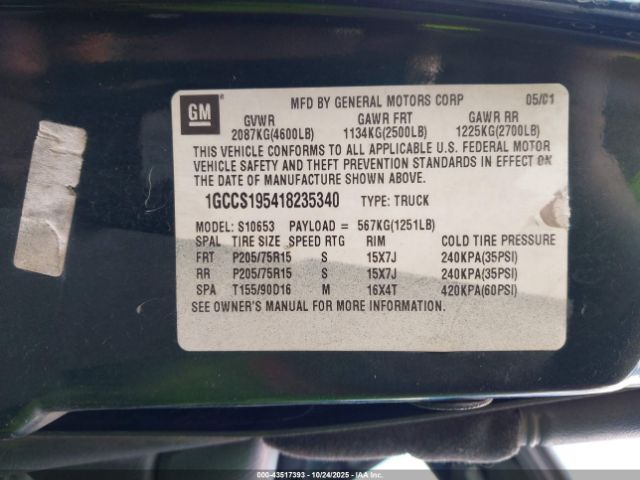 GM ®
MFD BY GENERAL MOTORS CORP 05/01
GVWR GAWR FRT GAWR RR
2087KG(4600LB) 1134KG(2500LB) 1225KG(2700LB)
THIS VEHICLE CONFORMS TO ALL APPLICABLE U.S. FEDERAL MOTOR
VEHICLE SAFETY AND THEFT PREVENTION STANDARDS IN EFFECT ON
THE DATE OF MANUFACTURE SHOWN ABOVE.
1GCCS195418235340 TYPE: TRUCK
MODEL: S10653 PAYLOAD = 567KG(1251LB)
SPAL TIRE SIZE SPEED RTG RIM COLD TIRE PRESSURE
FRT P205/75R15 S 15X7J 240KPA(35PSI)
RR P205/75R15 S 15X7J 240KPA(35PSI)
SPA T155/90D16 M 16X4T 420KPA(60PSI)
SEE OWNER'S MANUAL FOR MORE INFORMATION.
000-43517393 - 10/24/2025 - IAA Inc.